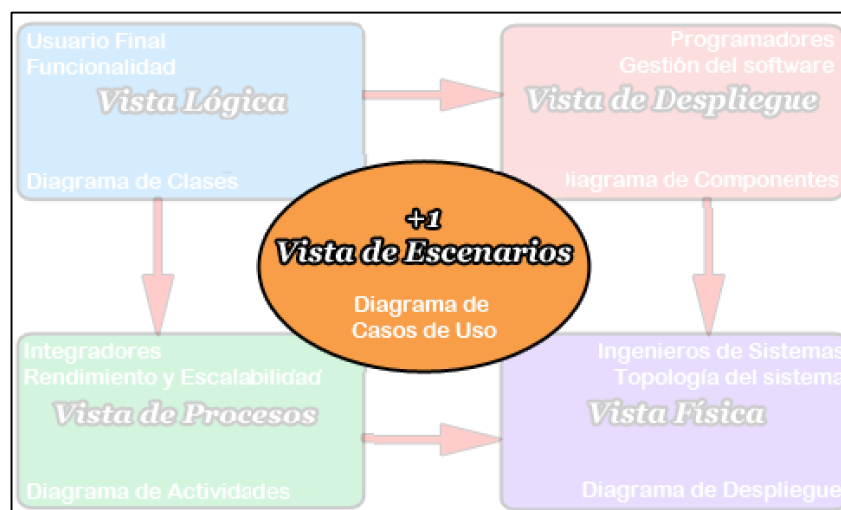 Usuario Final
Funcionalidad
Vista Lógica
Diagrama de Clases
Programadores
Gestión del software
Vista de Despliegue
Diagrama de Componentes
+1
Vista de Escenarios
Diagrama de
Casos de Uso
Integradores
Rendimiento y Escalabilidad
Vista de Procesos
Diagrama de Actividades
Ingenieros de Sistemas
Topología del sistema
Vista Física
Diagrama de Despliegue